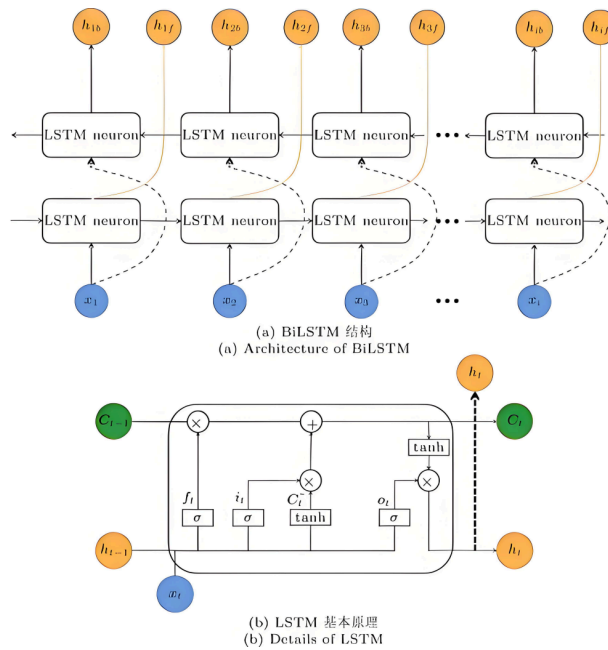 h1b h1f h2b h2f h3b h3f hib hif
LSTM neuron LSTM neuron LSTM neuron ••• LSTM neuron
LSTM neuron LSTM neuron LSTM neuron ••• LSTM neuron
x1 x2 x3 ••• xi
(a) BiLSTM 结构
(a) Architecture of BiLSTM
ht
Ct−1 × + Ct
tanh
× ×
ft it Ct- ot
σ σ tanh σ
ht−1 ht
xt
(b) LSTM 基本原理
(b) Details of LSTM